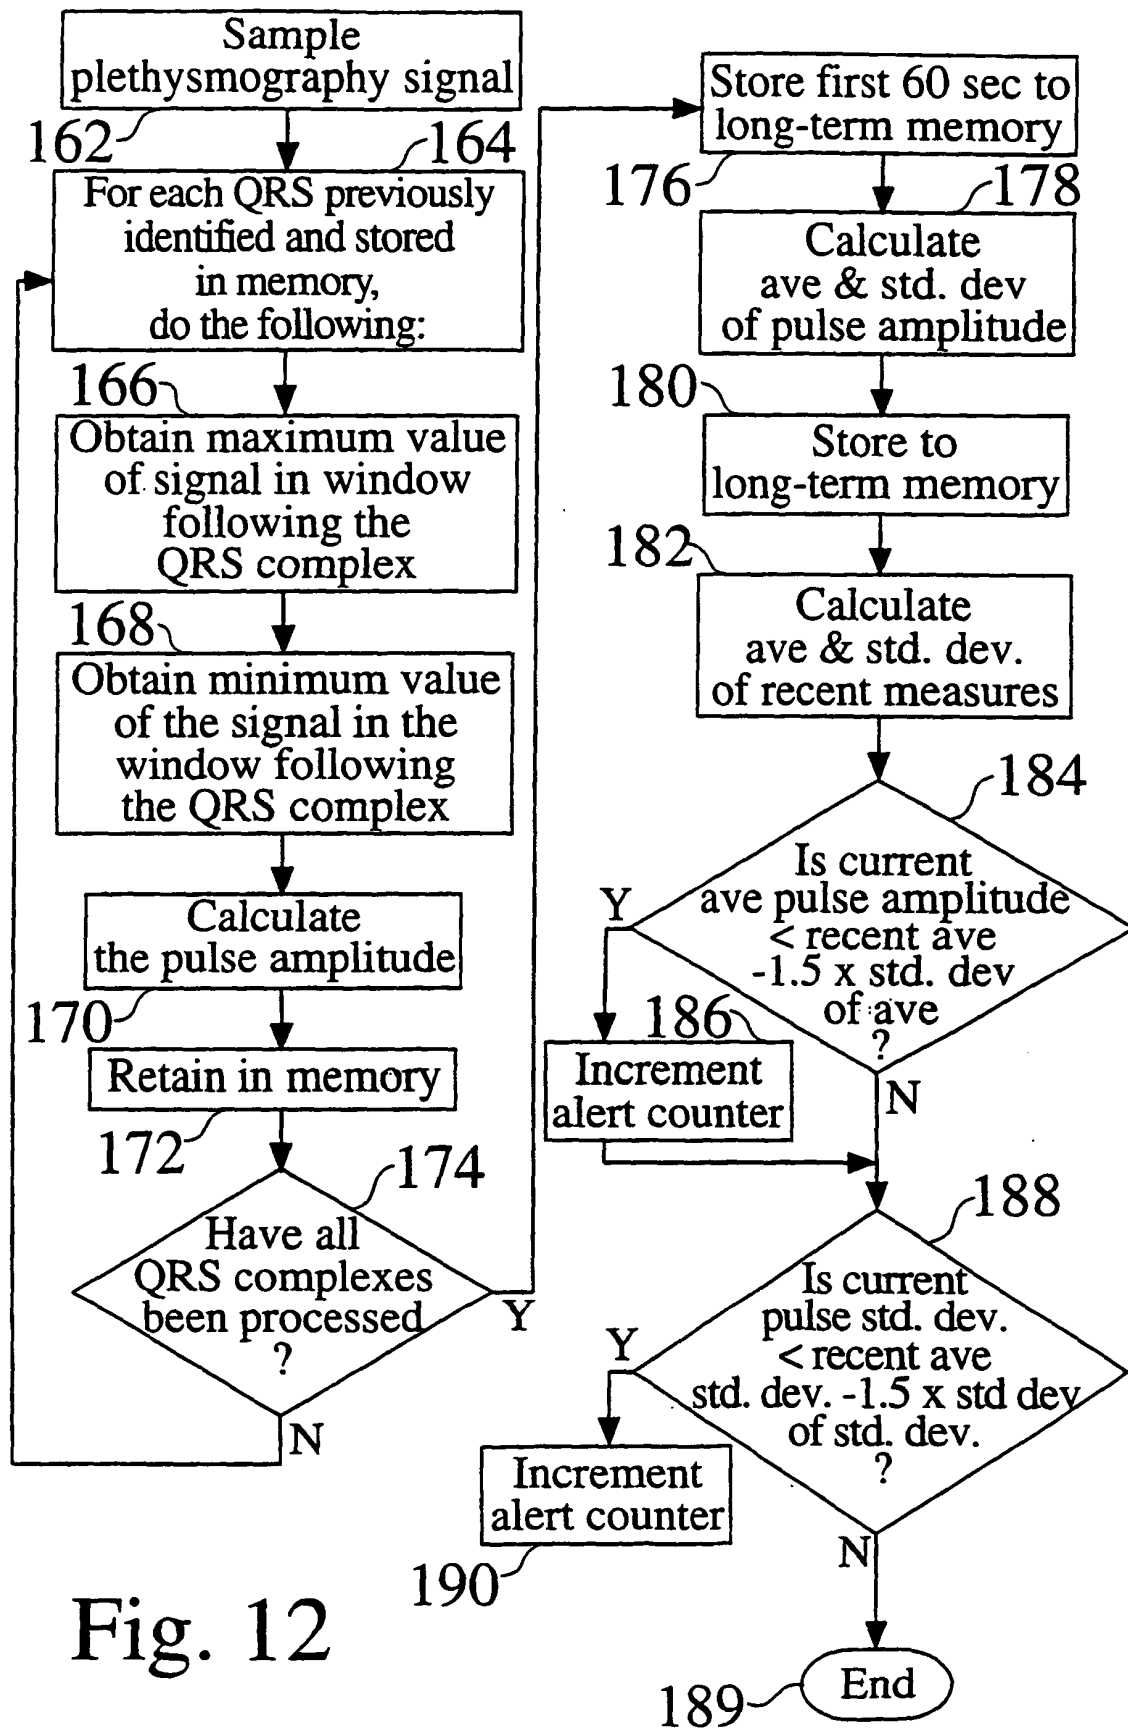 Sample
plethysmography signal
162
164
For each QRS previously
identified and stored
in memory,
do the following:
166
Obtain maximum value
of signal in window
following the
QRS complex
168
Obtain minimum value
of the signal in the
window following
the QRS complex
Calculate
the pulse amplitude
170
Retain in memory
172
174
Have all
QRS complexes
been processed
?
Y
N
Store first 60 sec to
long-term memory
176
178
Calculate
ave & std. dev
of pulse amplitude
180
Store to
long-term memory
182
Calculate
ave & std. dev.
of recent measures
184
Is current
ave pulse amplitude
< recent ave
-1.5 x std. dev
of ave
?
Y
186
Increment
alert counter
N
188
Is current
pulse std. dev.
< recent ave
std. dev. -1.5 x std dev
of std. dev.
?
Y
Increment
alert counter
190
N
End
189
Fig. 12